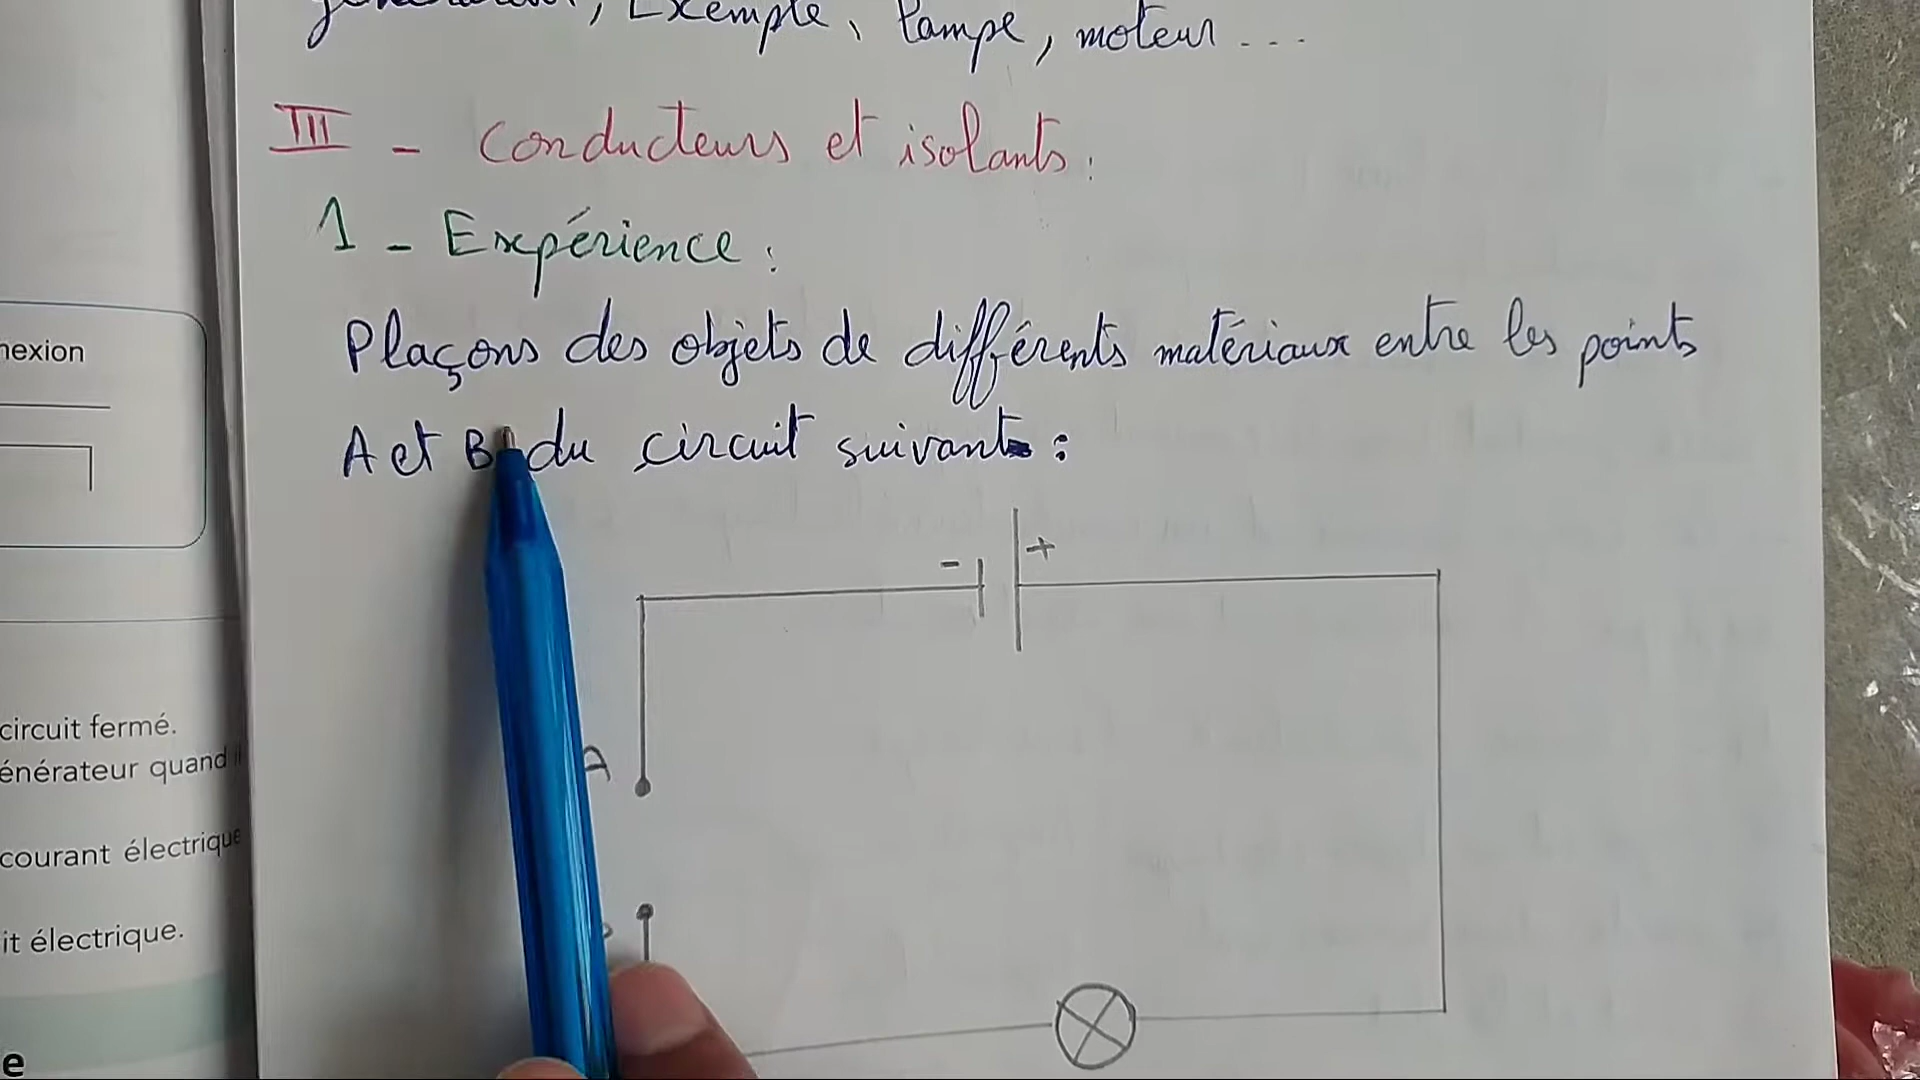 Exemple, lampe, moteur ...
III - Conducteurs et isolants :
1 - Expérience :
Plaçons des objets de différents matériaux entre les points
A et B du circuit suivant :
- +
A
nexion
circuit fermé.
énérateur quand
courant électrique
it électrique.
e